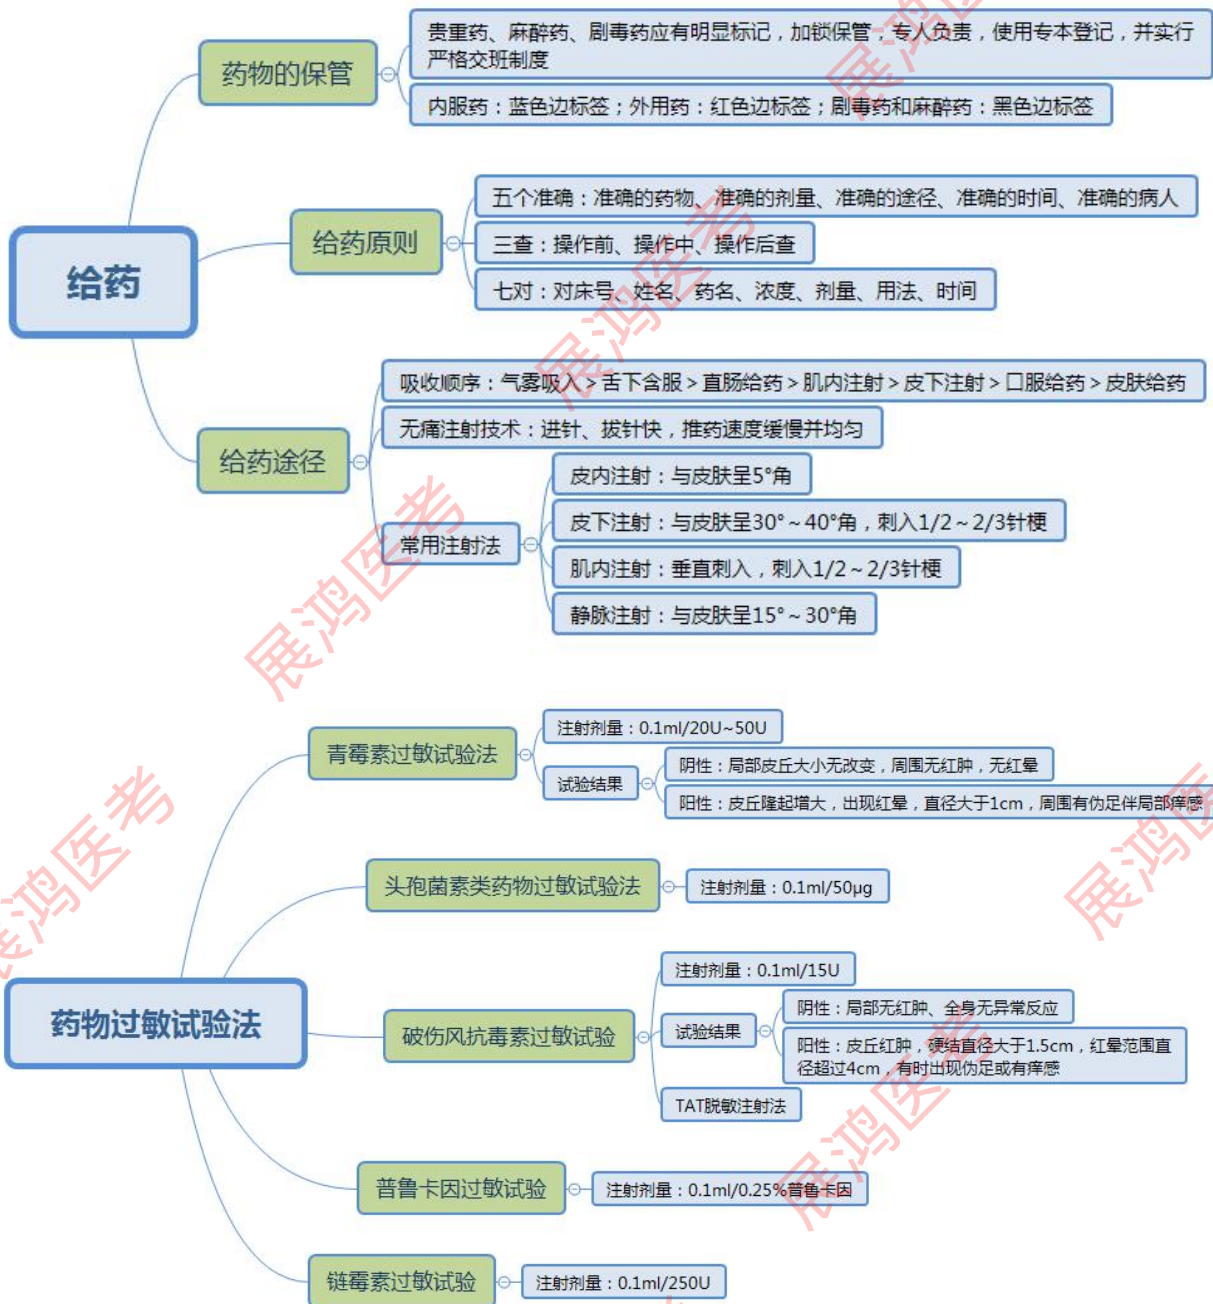 药物的保管
贵重药、麻醉药、剧毒药应有明显标记，加锁保管，专人负责，使用专本登记，并实行
严格交班制度
内服药：蓝色边标签；外用药：红色边标签；剧毒药和麻醉药：黑色边标签
给药
给药原则
五个准确：准确的药物、准确的剂量、准确的途径、准确的时间、准确的病人
三查：操作前、操作中、操作后查
七对：对床号、姓名、药名、浓度、剂量、用法、时间
给药途径
吸收顺序：气雾吸入＞舌下含服＞直肠给药＞肌内注射＞皮下注射＞口服给药＞皮肤给药
无痛注射技术：进针、拔针快，推药速度缓慢并均匀
常用注射法
皮内注射：与皮肤呈5°角
皮下注射：与皮肤呈30°～40°角，刺入1/2～2/3针梗
肌内注射：垂直刺入，刺入1/2～2/3针梗
静脉注射：与皮肤呈15°～30°角
药物过敏试验法
青霉素过敏试验法
注射剂量：0.1ml/20U~50U
试验结果
阴性：局部皮丘大小无改变，周围无红肿，无红晕
阳性：皮丘隆起增大，出现红晕，直径大于1cm，周围有伪足伴局部痒感
头孢菌素类药物过敏试验法
注射剂量：0.1ml/50μg
破伤风抗毒素过敏试验
注射剂量：0.1ml/15U
试验结果
阴性：局部无红肿、全身无异常反应
阳性：皮丘红肿，硬结直径大于1.5cm，红晕范围直
径超过4cm，有时出现伪足或有痒感
TAT脱敏注射法
普鲁卡因过敏试验
注射剂量：0.1ml/0.25%普鲁卡因
链霉素过敏试验
注射剂量：0.1ml/250U
展鸿医考
展鸿医考
展鸿医考
展鸿医考
展鸿医考
展鸿医考